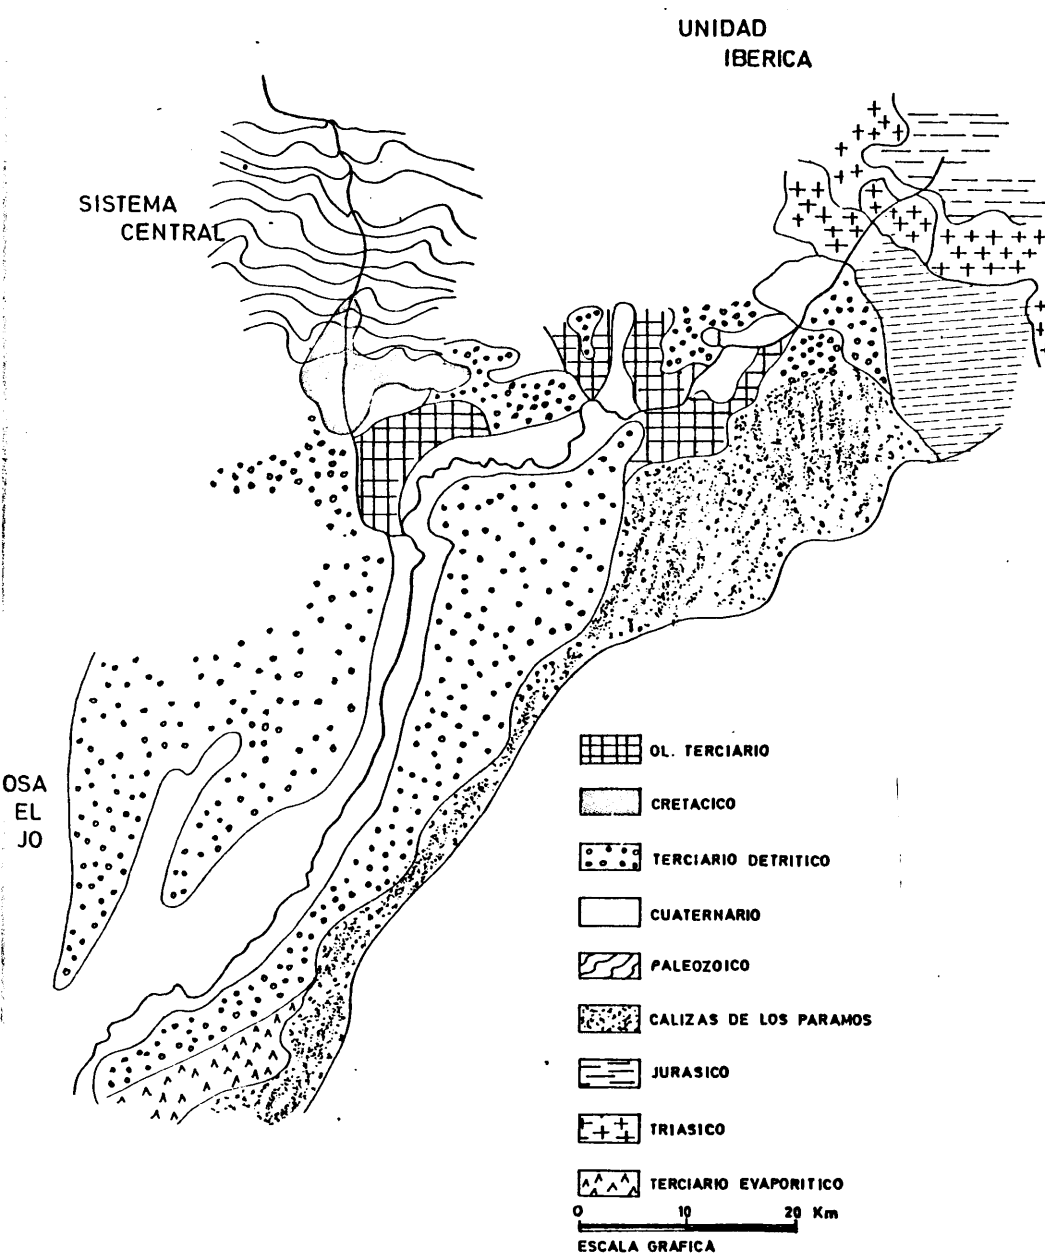 UNIDAD
IBERICA
SISTEMA
CENTRAL
OSA
EL
JO
OL. TERCIARIO
CRETACICO
TERCIARIO DETRITICO
CUATERNARIO
PALEOZOICO
CALIZAS DE LOS PARAMOS
JURASICO
TRIASICO
TERCIARIO EVAPORITICO
0 10 20 Km
ESCALA GRAFICA